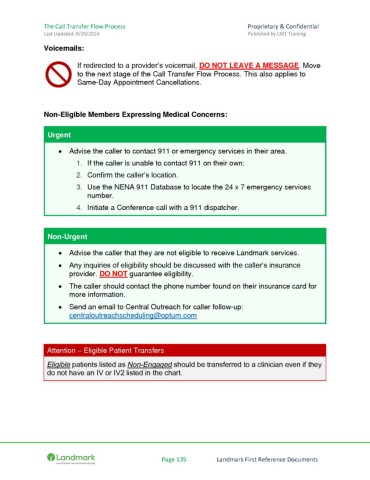 The Call Transfer Flow Process
Proprietary & Confidential
Last Updated: 6/20/2024
Published by LM1 Training
Voicemails:
If redirected to a provider's voicemail, DO NOT LEAVE A MESSAGE. Move
to the next stage of the Call Transfer Flow Process. This also applies to
Same-Day Appointment Cancellations.
Non-Eligible Members Expressing Medical Concerns:
Urgent
• Advise the caller to contact 911 or emergency services in their area.
1. If the caller is unable to contact 911 on their own:
2. Confirm the caller's location.
3. Use the NENA 911 Database to locate the 24 x 7 emergency services
number.
4. Initiate a Conference call with a 911 dispatcher.
Non-Urgent
• Advise the caller that they are not eligible to receive Landmark services.
• Any inquiries of eligibility should be discussed with the caller's insurance
provider. DO NOT guarantee eligibility.
• The caller should contact the phone number found on their insurance card for
more information.
• Send an email to Central Outreach for caller follow-up:
centraloutreachscheduling@optum.com
Attention – Eligible Patient Transfers
Eligible patients listed as Non-Engaged should be transferred to a clinician even if they
do not have an IV or IV2 listed in the chart.
Landmark
Page 135
Landmark First Reference Documents